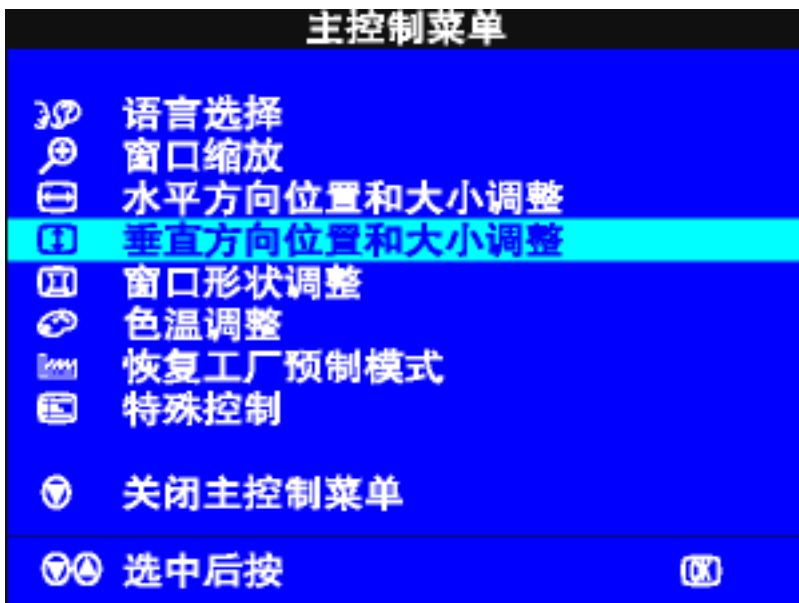 主控制菜单
语言选择
窗口缩放
水平方向位置和大小调整
垂直方向位置和大小调整
窗口形状调整
色温调整
恢复工厂预制模式
特殊控制
关闭主控制菜单
选中后按 OK